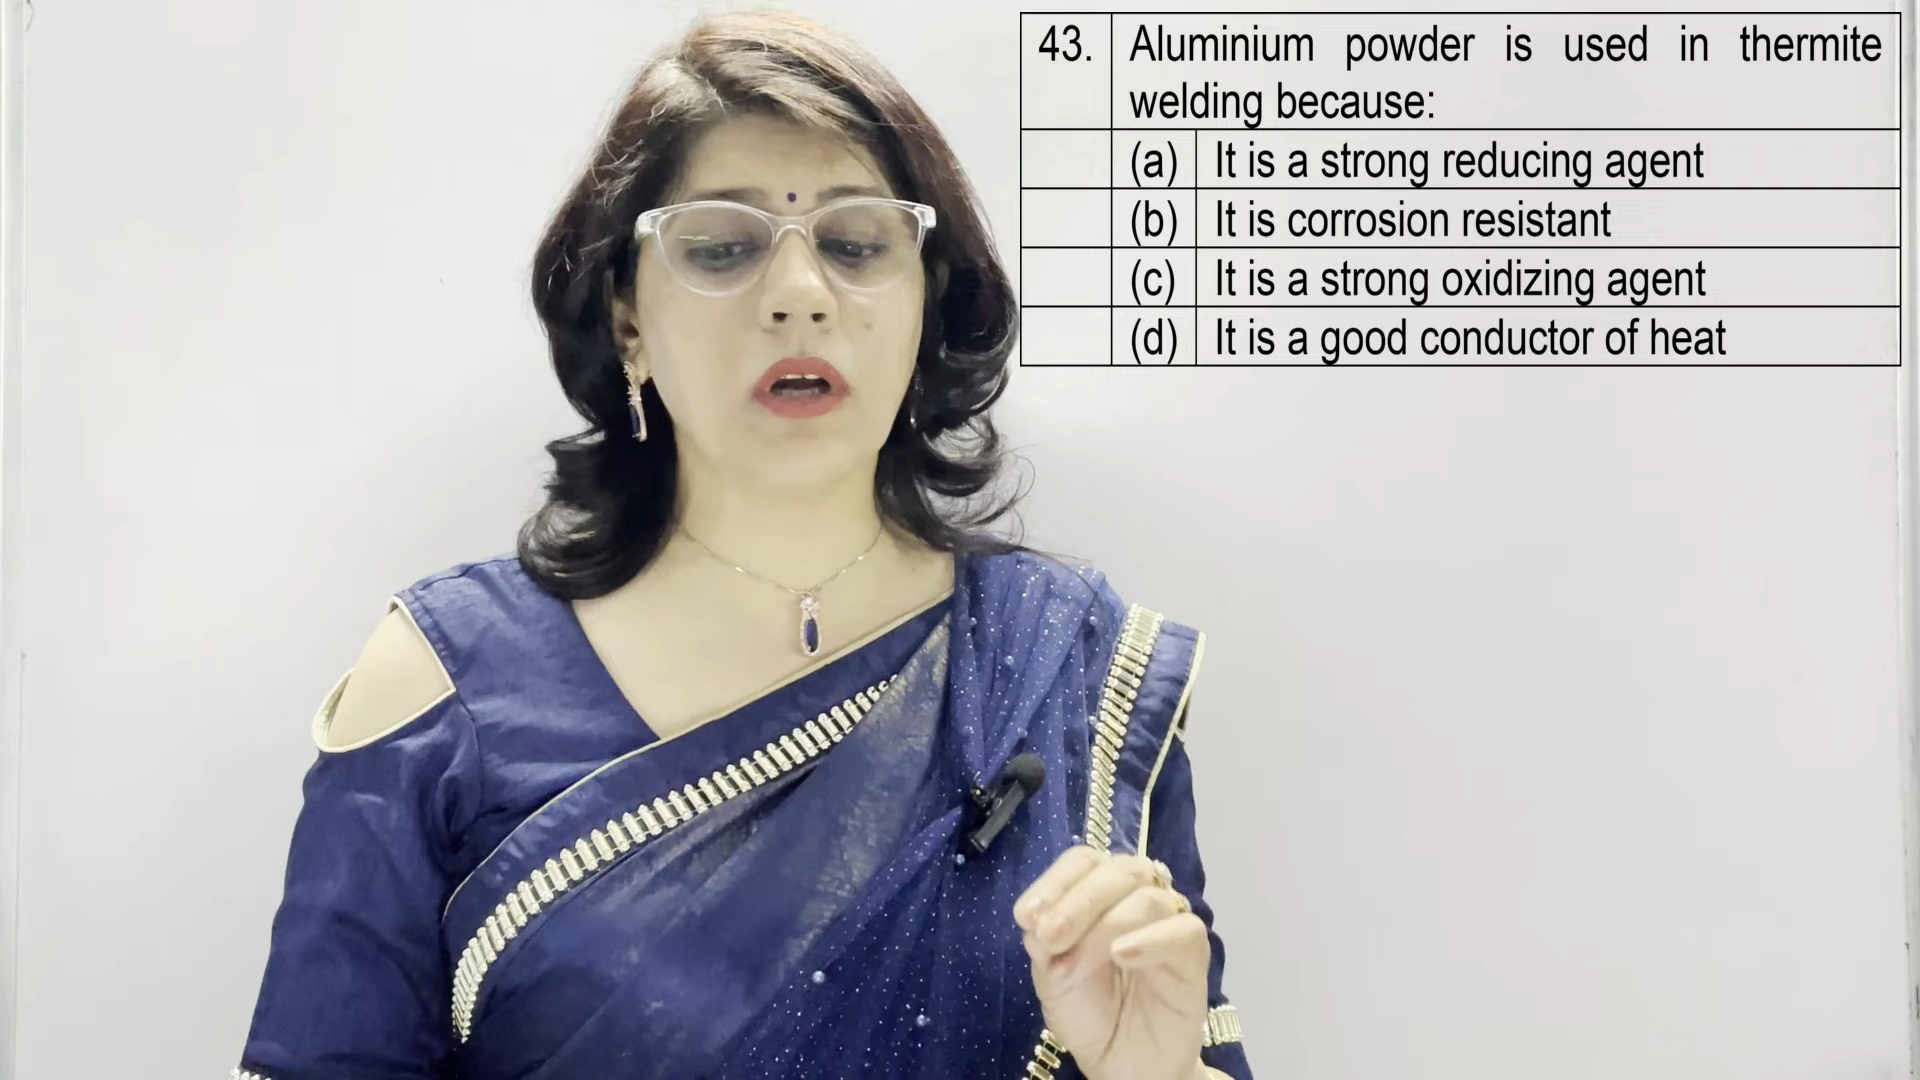 43. Aluminium powder is used in thermite
welding because:
(a) It is a strong reducing agent
(b) It is corrosion resistant
(c) It is a strong oxidizing agent
(d) It is a good conductor of heat